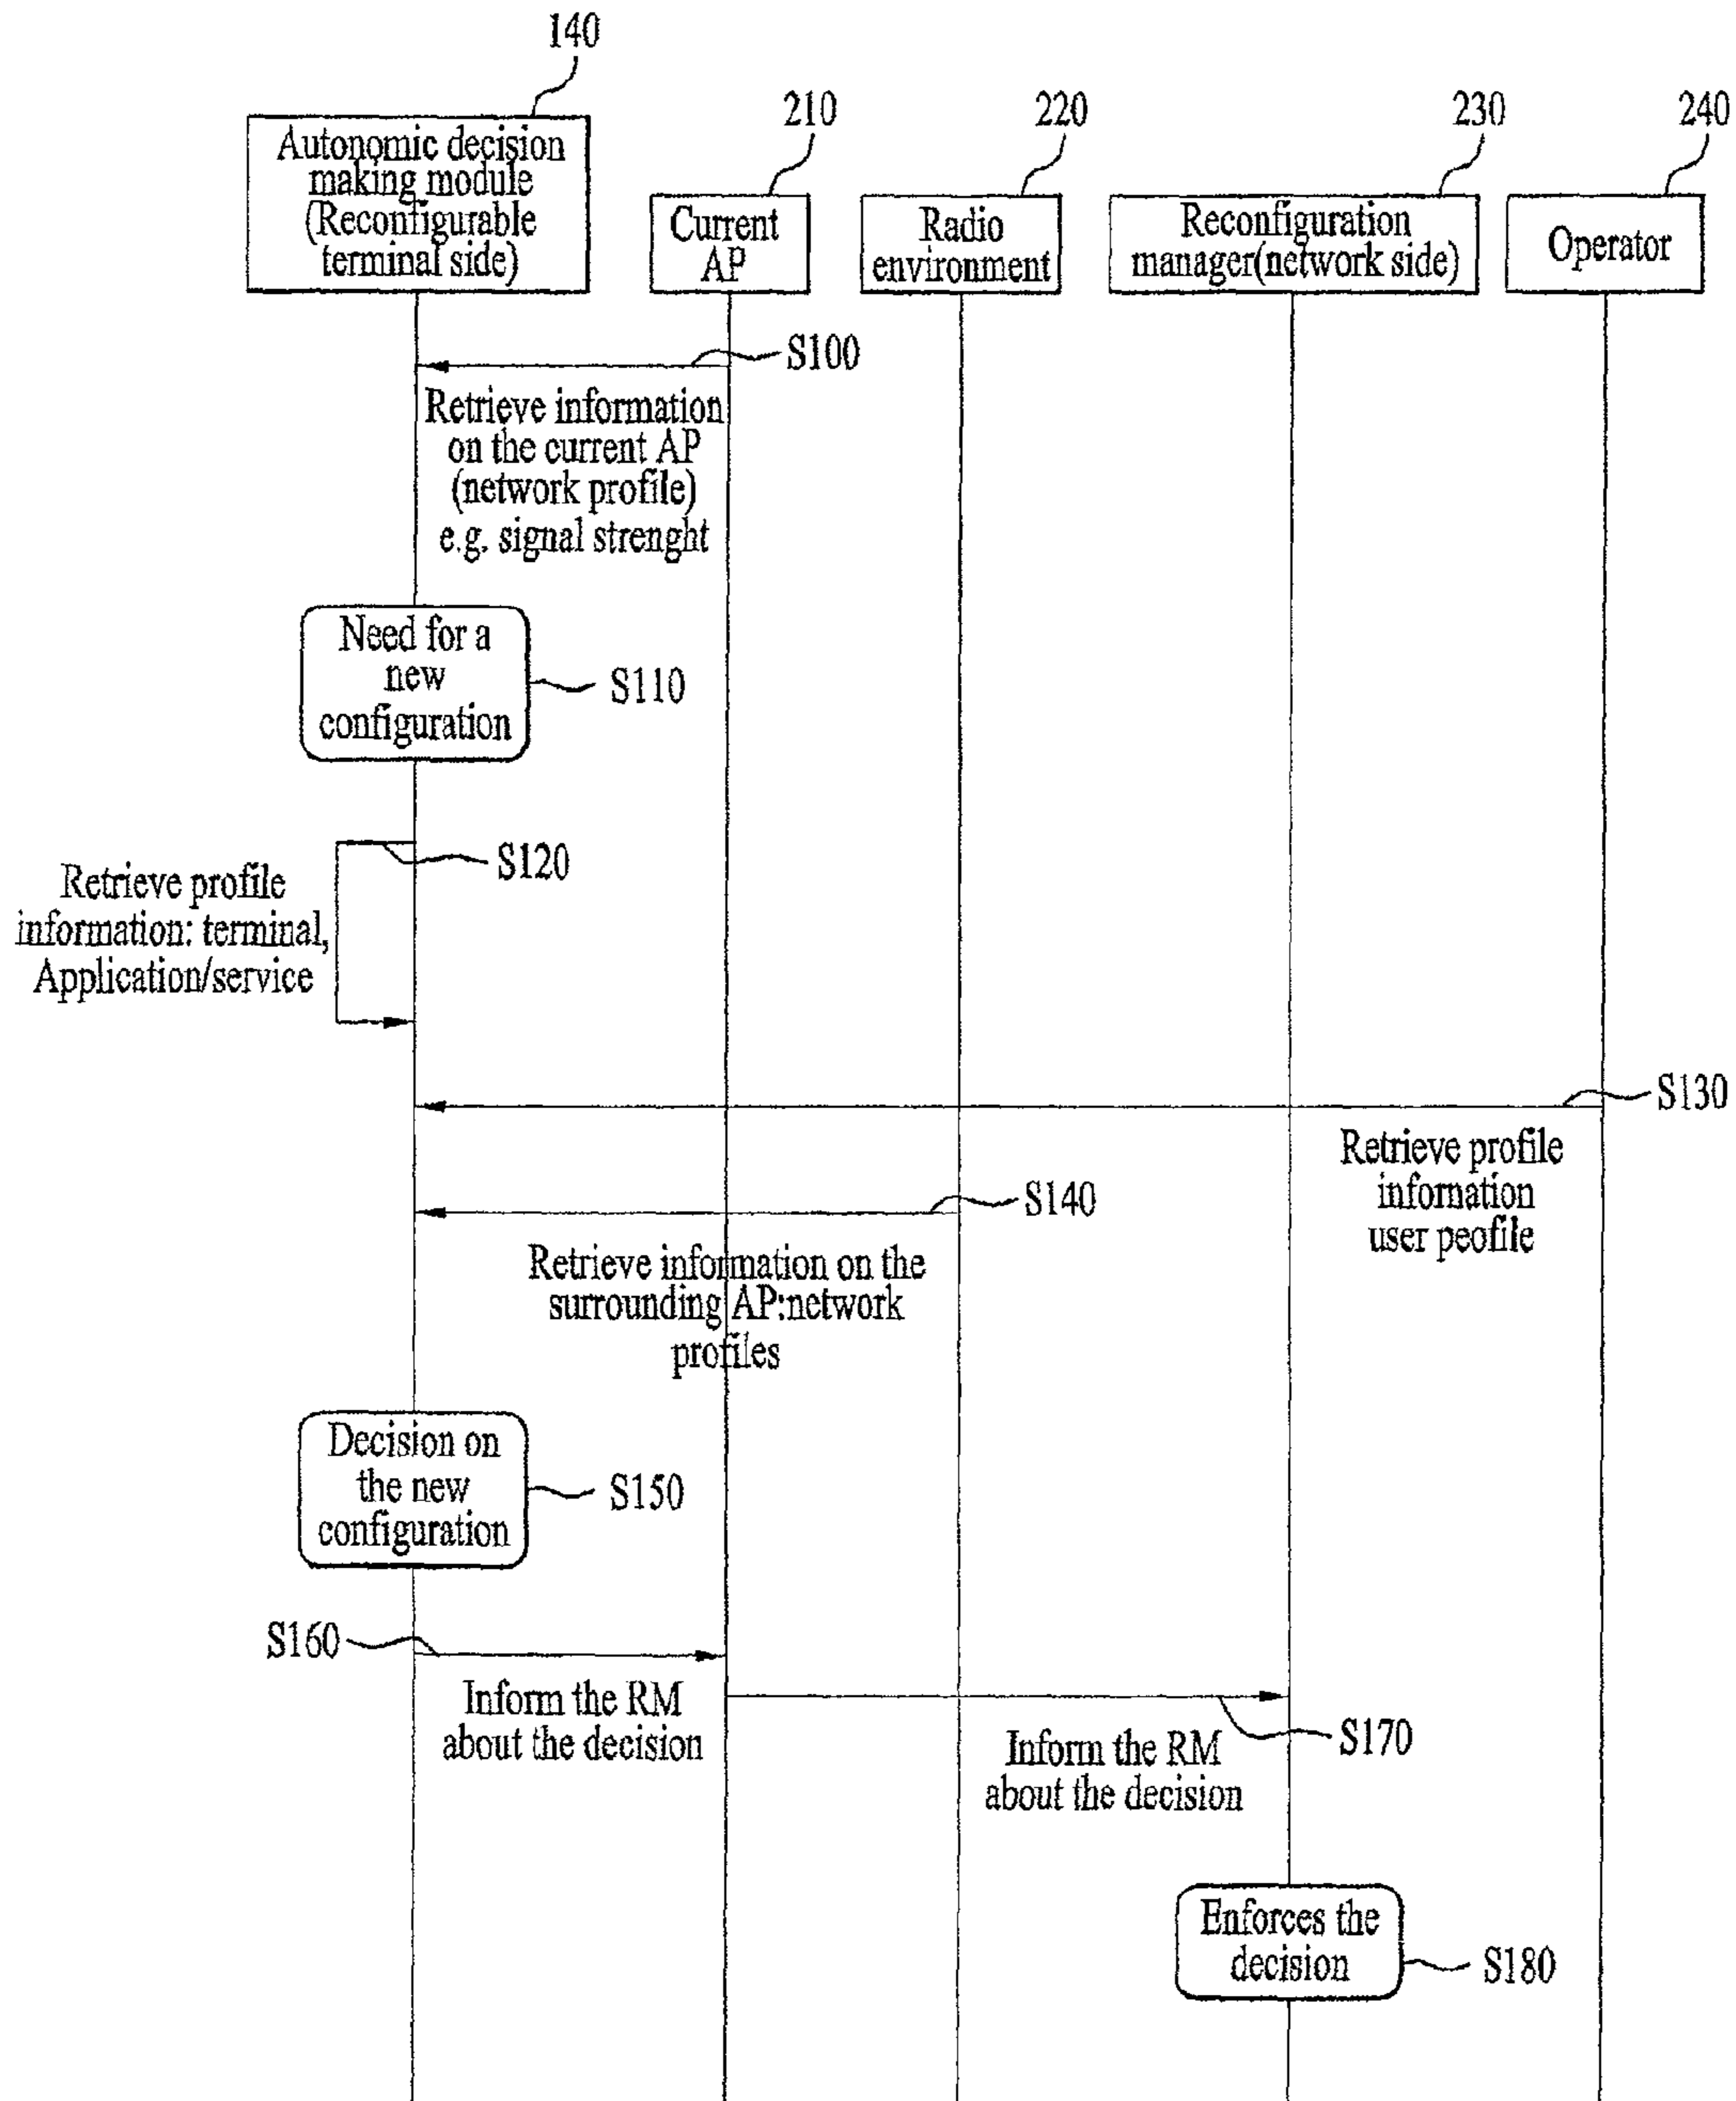 140
210
220
230
240
Autonomic decision
making module
(Reconfigurable
terminal side)
Current
AP
Radio
environment
Reconfiguration
manager(network side)
Operator
S100
Retrieve information
on the current AP
(network profile)
e.g. signal strenght
Need for a
new
configuration
S110
S120
Retrieve profile
information: terminal,
Application/service
S130
Retrieve profile
infornation
user peofile
S140
Retrieve information on the
surrounding AP:network
profiles
Decision on
the new
configuration
S150
S160
Inform the RM
about the decision
S170
Inform the RM
about the decision
Enforces the
decision
S180